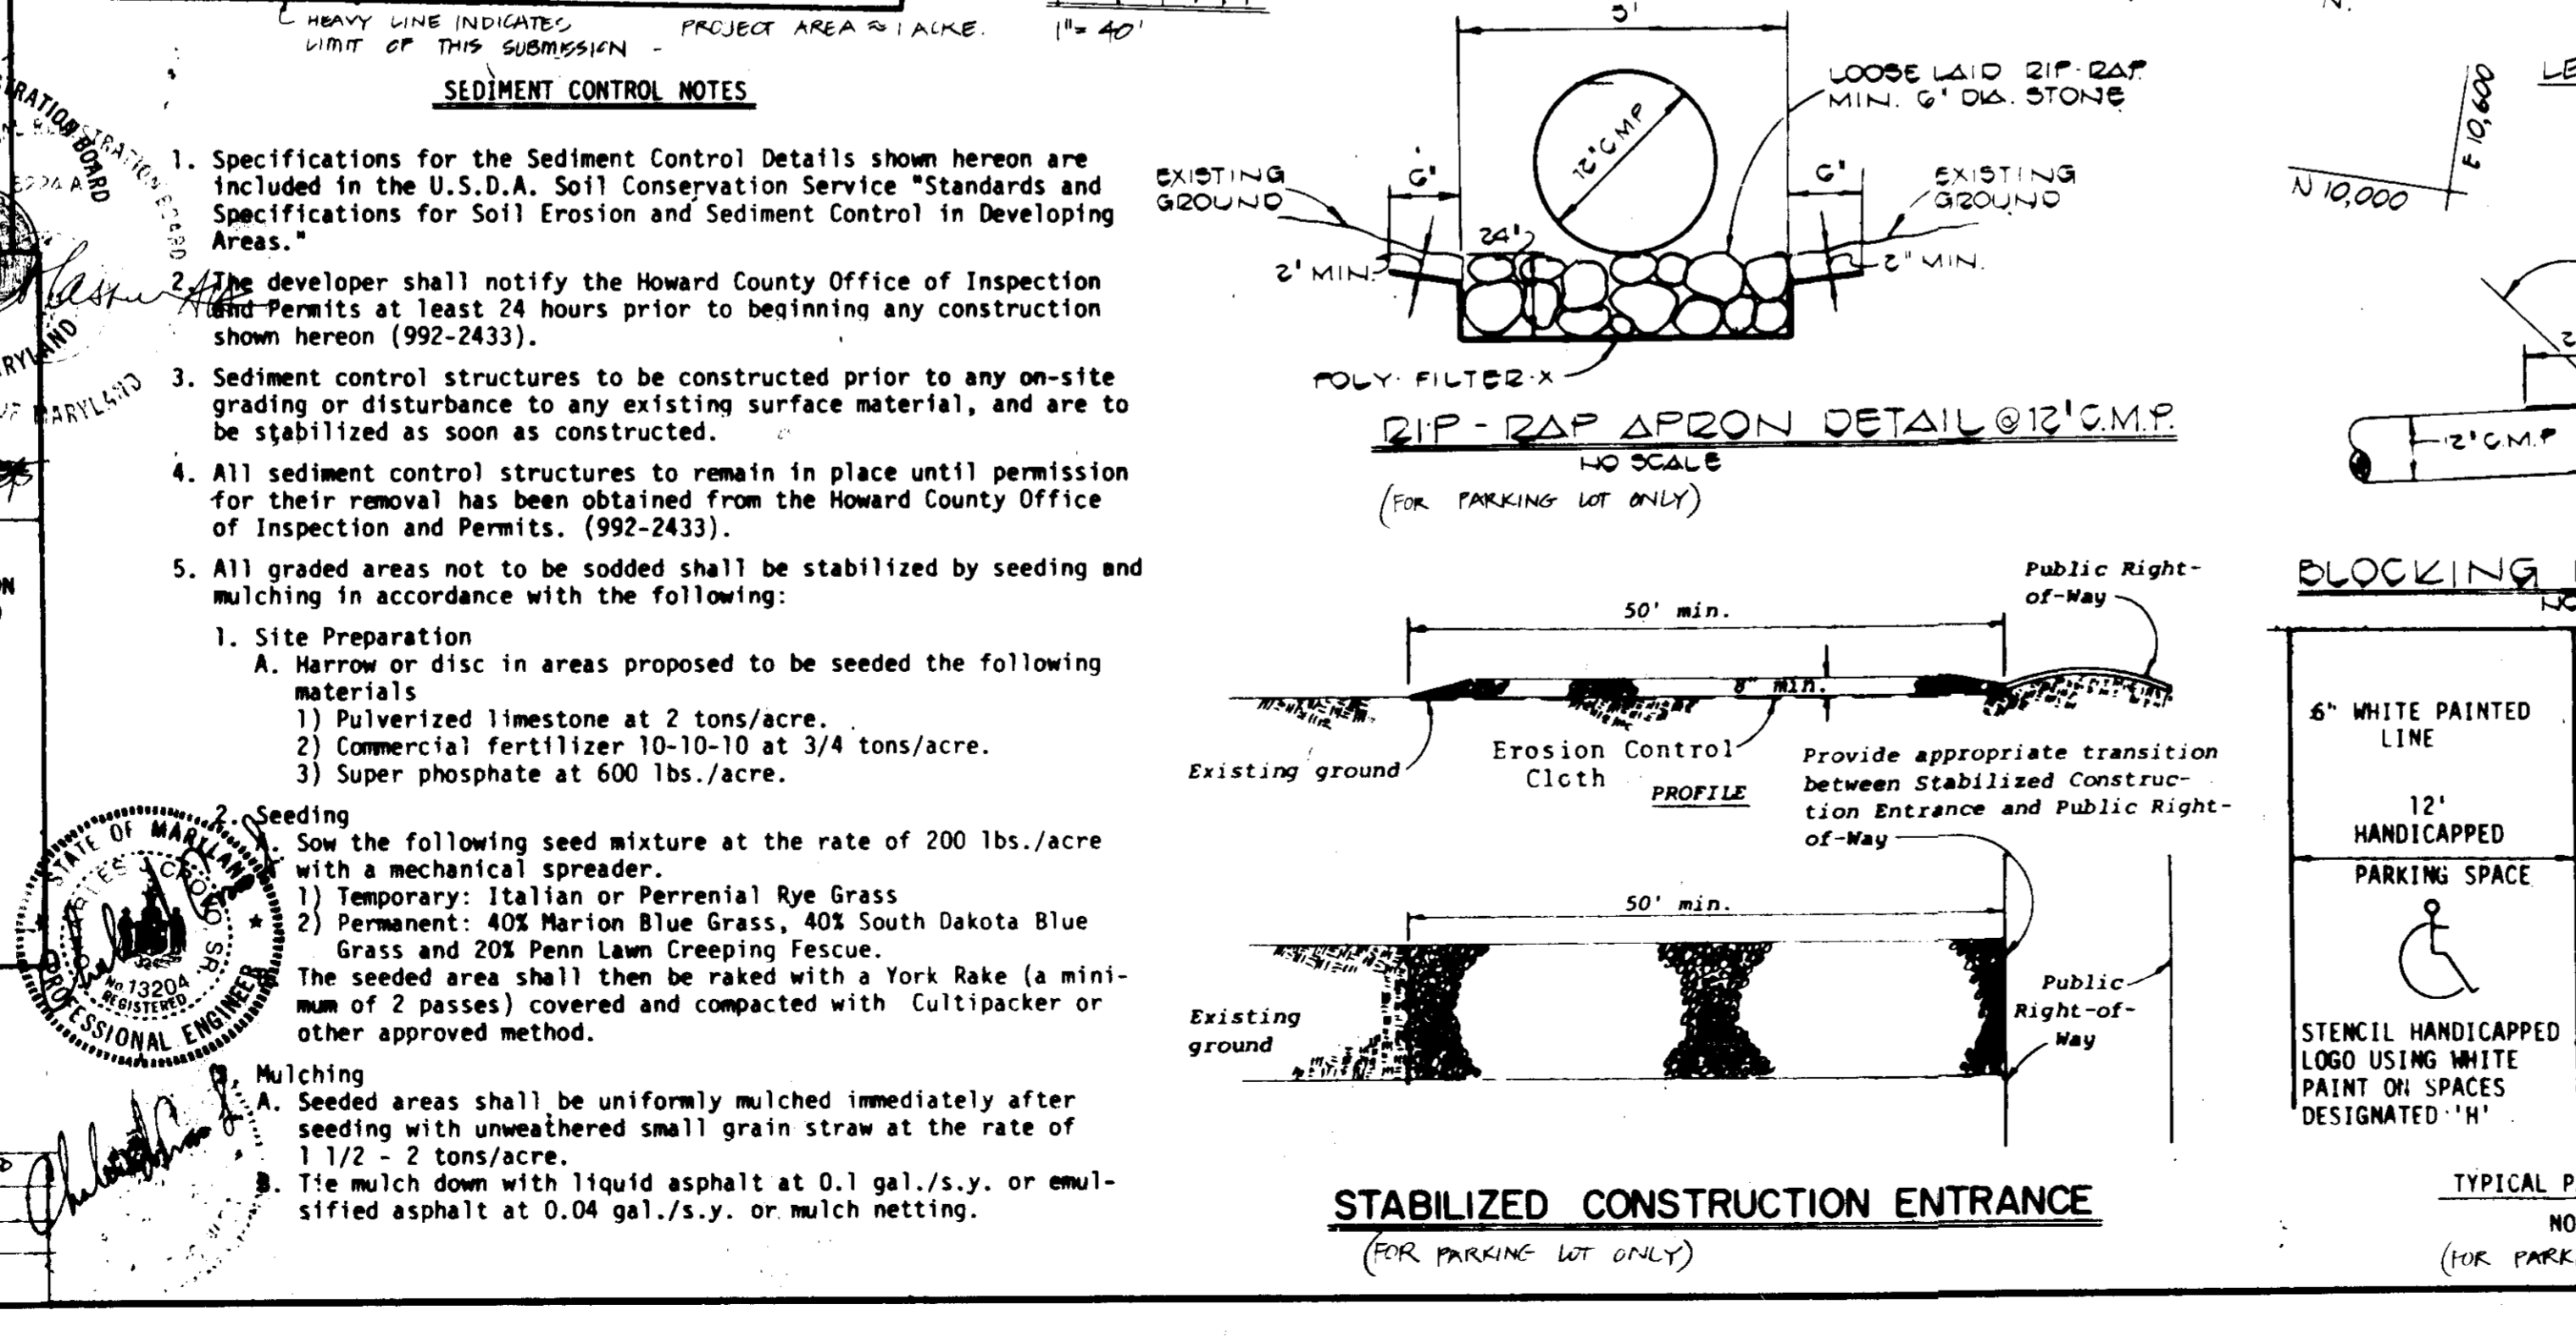 HEAVY LINE INDICATES
LIMIT OF THIS SUBMISSION -
PROJECT AREA ≈ 1 ACRE.
1"= 40'
SEDIMENT CONTROL NOTES
1. Specifications for the Sediment Control Details shown hereon are
included in the U.S.D.A. Soil Conservation Service "Standards and
Specifications for Soil Erosion and Sediment Control in Developing
Areas."
2. The developer shall notify the Howard County Office of Inspection
and Permits at least 24 hours prior to beginning any construction
shown hereon (992-2433).
3. Sediment control structures to be constructed prior to any on-site
grading or disturbance to any existing surface material, and are to
be stabilized as soon as constructed.
4. All sediment control structures to remain in place until permission
for their removal has been obtained from the Howard County Office
of Inspection and Permits. (992-2433).
5. All graded areas not to be sodded shall be stabilized by seeding and
mulching in accordance with the following:
1. Site Preparation
A. Harrow or disc in areas proposed to be seeded the following
materials
1) Pulverized limestone at 2 tons/acre.
2) Commercial fertilizer 10-10-10 at 3/4 tons/acre.
3) Super phosphate at 600 lbs./acre.
2. Seeding
Sow the following seed mixture at the rate of 200 lbs./acre
with a mechanical spreader.
1) Temporary: Italian or Perrenial Rye Grass
2) Permanent: 40% Marion Blue Grass, 40% South Dakota Blue
Grass and 20% Penn Lawn Creeping Fescue.
The seeded area shall then be raked with a York Rake (a mini-
mum of 2 passes) covered and compacted with Cultipacker or
other approved method.
Mulching
A. Seeded areas shall be uniformly mulched immediately after
seeding with unweathered small grain straw at the rate of
1 1/2 - 2 tons/acre.
B. Tie mulch down with liquid asphalt at 0.1 gal./s.y. or emul-
sified asphalt at 0.04 gal./s.y. or mulch netting.
STATE OF MARYLAND
No. 13204
REGISTERED
PROFESSIONAL ENGINEER
BOARD
MARYLAND
LOOSE LAID RIP-RAP
MIN. 6" DIA. STONE
12" C.M.P
EXISTING
GROUND
6"
6"
EXISTING
GROUND
24"
2" MIN.
2" MIN.
POLY-FILTER-X
RIP-RAP APRON DETAIL @ 12" C.M.P.
NO SCALE
(FOR PARKING LOT ONLY)
Public Right-
of-Way
50' min.
8" min.
Existing ground
Erosion Control
Cloth
PROFILE
Provide appropriate transition
between Stabilized Construc-
tion Entrance and Public Right-
of-Way
50' min.
Existing
ground
Public
Right-of-
Way
STABILIZED CONSTRUCTION ENTRANCE
(FOR PARKING LOT ONLY)
N 10,000
E 10,600
12" C.M.P
BLOCKING
6" WHITE PAINTED
LINE
12'
HANDICAPPED
PARKING SPACE
STENCIL HANDICAPPED
LOGO USING WHITE
PAINT ON SPACES
DESIGNATED 'H'
TYPICAL P
NO
(FOR PARK